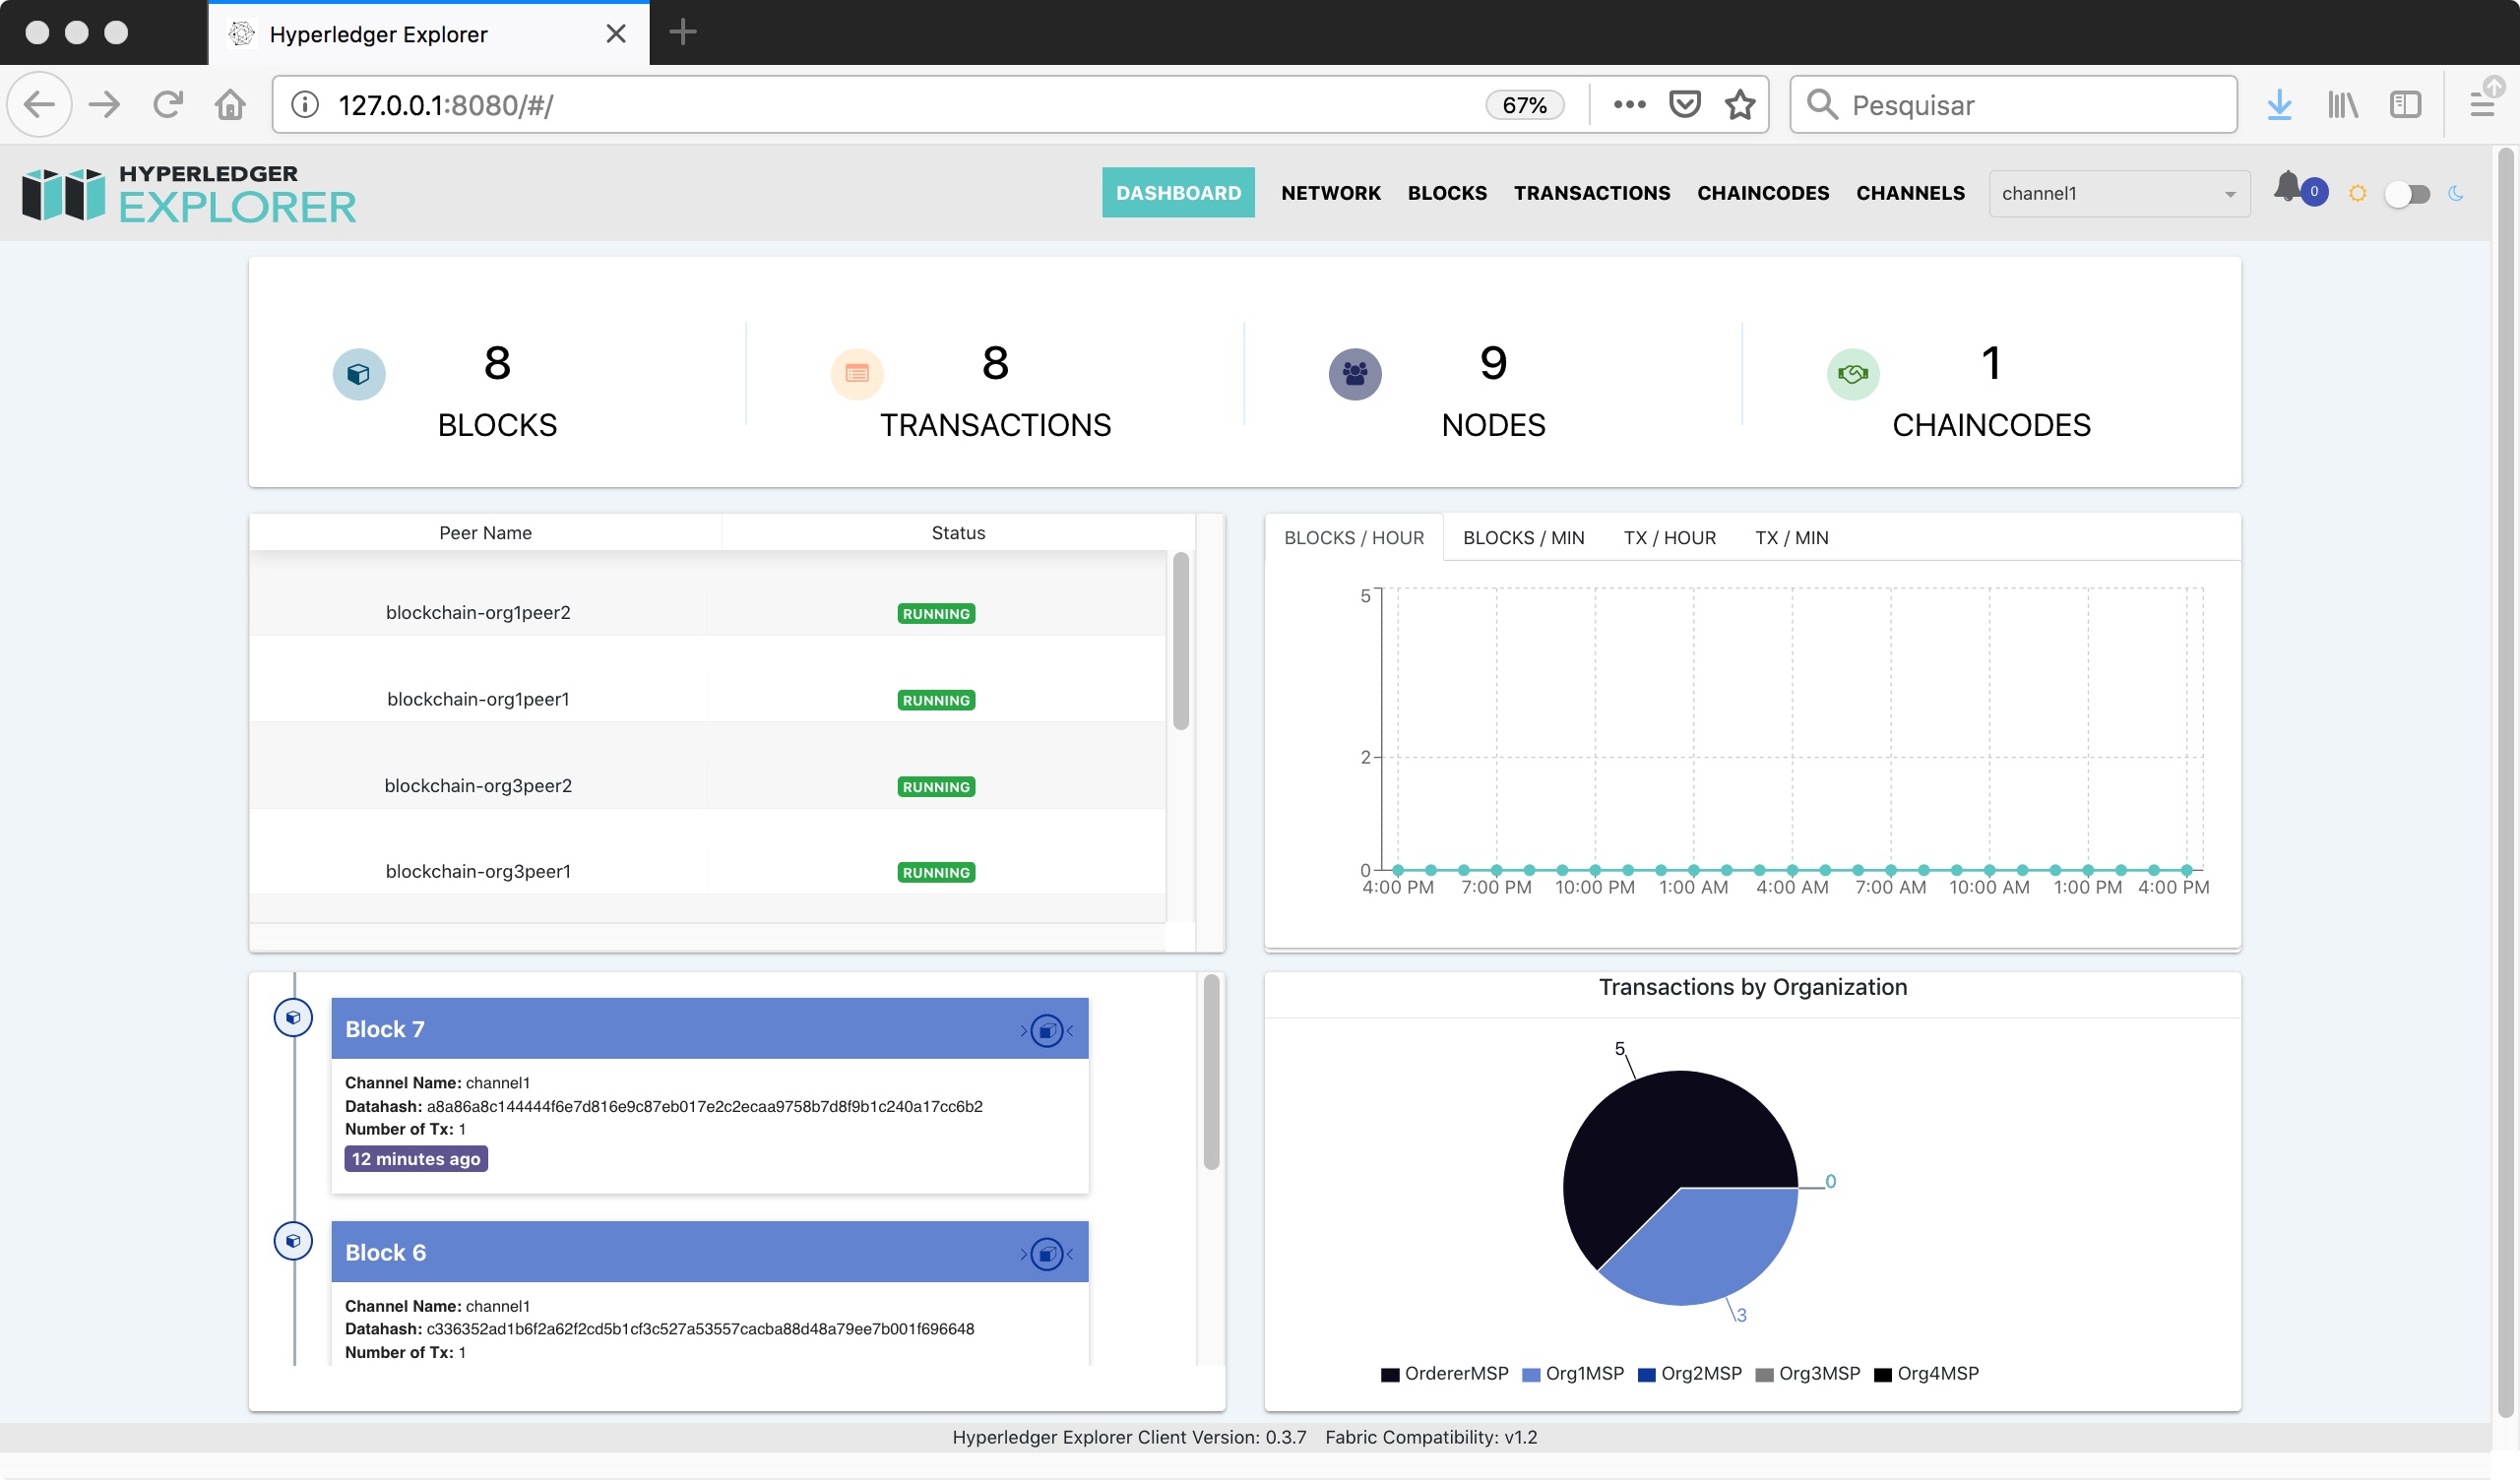 Hyperledger Explorer
127.0.0.1:8080/#/
67%
Pesquisar
HYPERLEDGER
EXPLORER
DASHBOARD NETWORK BLOCKS TRANSACTIONS CHAINCODES CHANNELS channel1 0
8 8 9 1
BLOCKS TRANSACTIONS NODES CHAINCODES
Peer Name Status
blockchain-org1peer2 RUNNING
blockchain-org1peer1 RUNNING
blockchain-org3peer2 RUNNING
blockchain-org3peer1 RUNNING
BLOCKS / HOUR BLOCKS / MIN TX / HOUR TX / MIN
5
2
0
4:00 PM 7:00 PM 10:00 PM 1:00 AM 4:00 AM 7:00 AM 10:00 AM 1:00 PM 4:00 PM
Block 7
Channel Name: channel1
Datahash: a8a86a8c144444f6e7d816e9c87eb017e2c2ecaa9758b7d8f9b1c240a17cc6b2
Number of Tx: 1
12 minutes ago
Block 6
Channel Name: channel1
Datahash: c336352ad1b6f2a62f2cd5b1cf3c527a53557cacba88d48a79ee7b001f696648
Number of Tx: 1
Transactions by Organization
5
0
3
OrdererMSP Org1MSP Org2MSP Org3MSP Org4MSP
Hyperledger Explorer Client Version: 0.3.7 Fabric Compatibility: v1.2